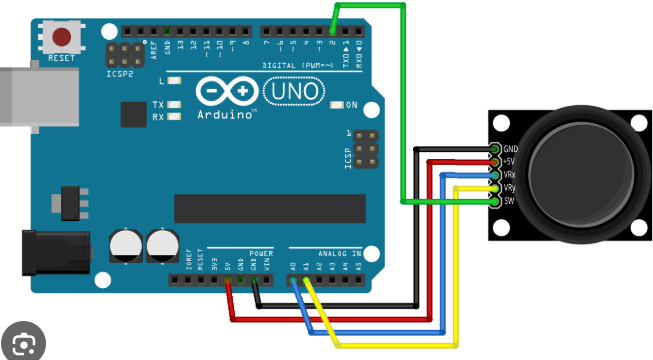 RESET
ICSP2
AREF
GND
13
12
~11
~10
~9
8
7
~6
~5
4
~3
2
TX0▶1
RX0◀0
DIGITAL (PWM=~)
L
TX
RX
UNO
Arduino™
ON
1
ICSP
GND
+5V
VRx
VRy
SW
POWER
ANALOG IN
IOREF
RESET
3V3
5V
GND
GND
VIN
A0
A1
A2
A3
A4
A5